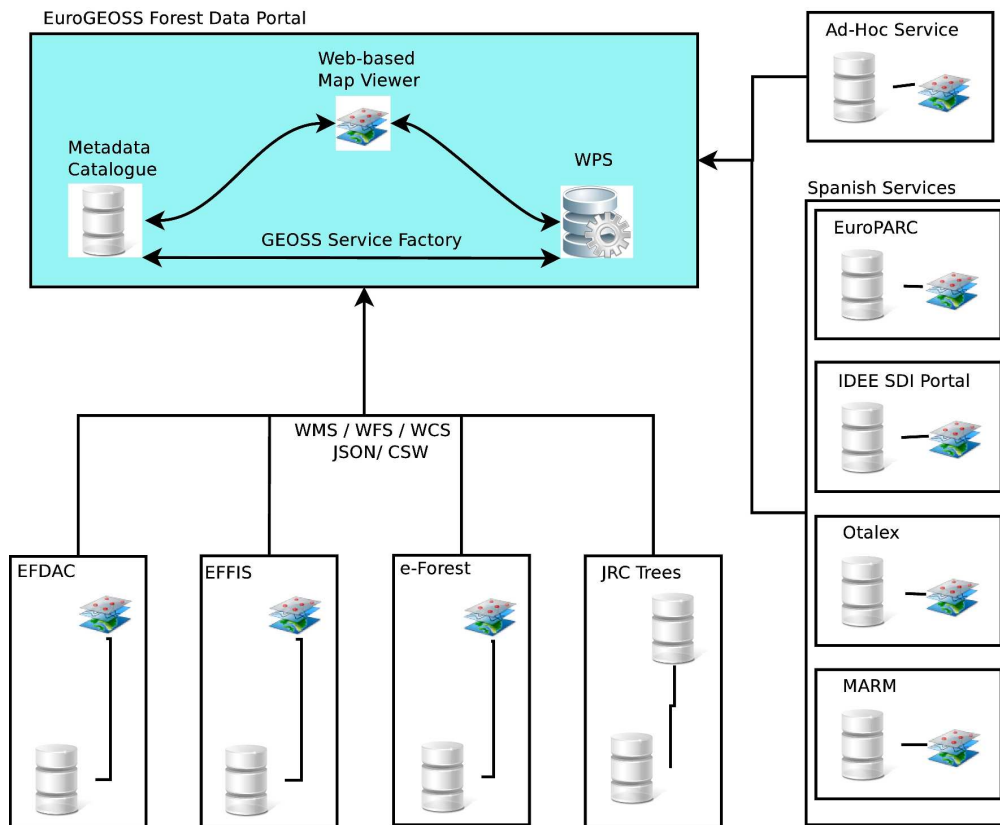 EuroGEOSS Forest Data Portal
Web-based
Map Viewer
Metadata
Catalogue
WPS
GEOSS Service Factory
Ad-Hoc Service
Spanish Services
EuroPARC
IDEE SDI Portal
Otalex
MARM
WMS / WFS / WCS
JSON/ CSW
EFDAC
EFFIS
e-Forest
JRC Trees